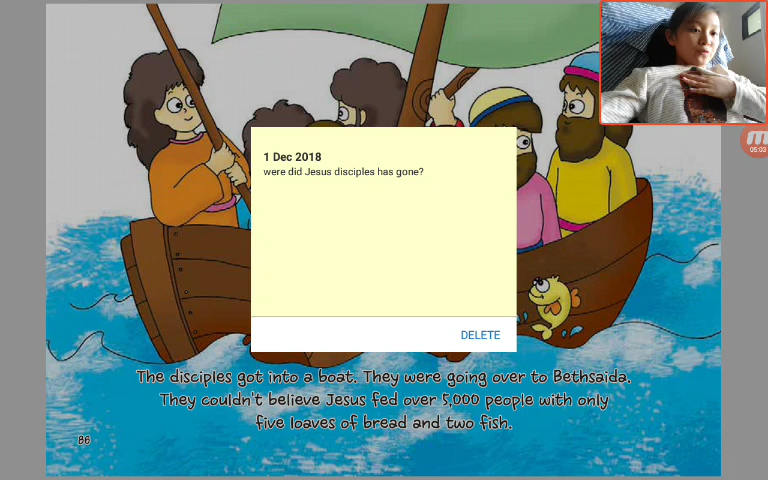 05:03
1 Dec 2018
were did Jesus disciples has gone?
DELETE
The disciples got into a boat. They were going over to Bethsaida.
They couldn't believe Jesus fed over 5,000 people with only
five loaves of bread and two fish.
86